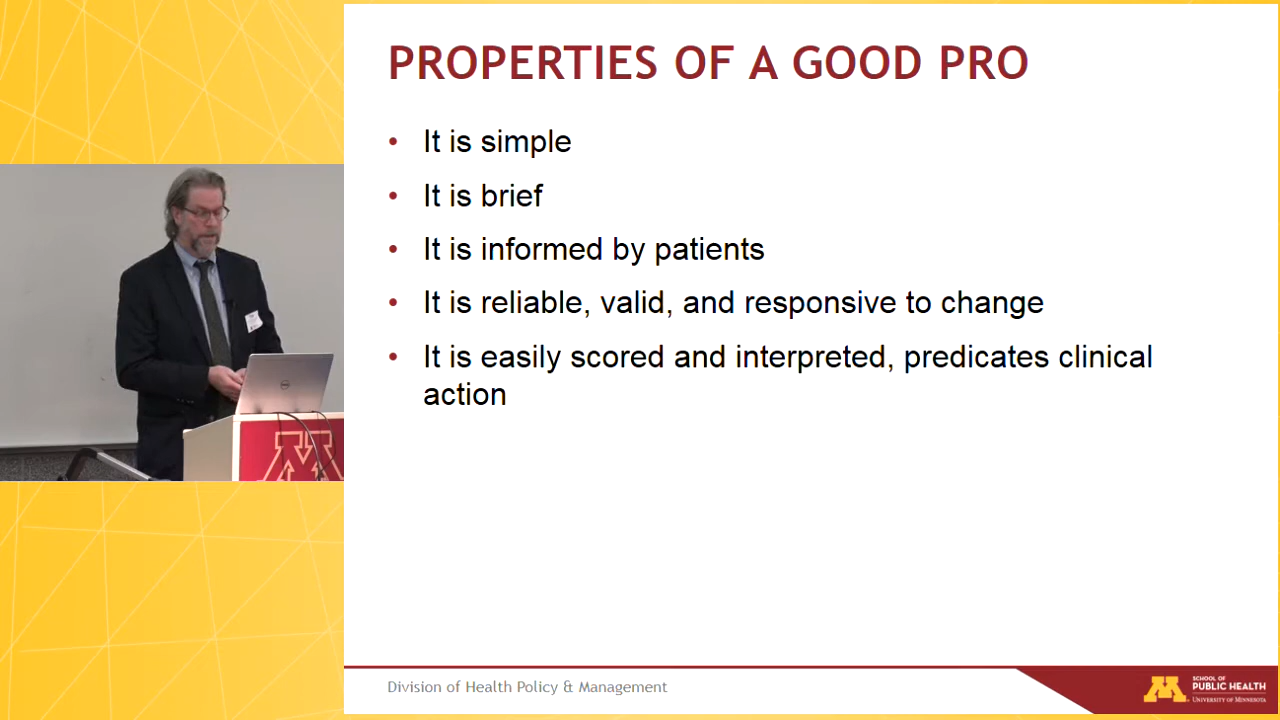 PROPERTIES OF A GOOD PRO
• It is simple
• It is brief
• It is informed by patients
• It is reliable, valid, and responsive to change
• It is easily scored and interpreted, predicates clinical
action
Division of Health Policy & Management
SCHOOL OF
PUBLIC HEALTH
UNIVERSITY OF MINNESOTA
M
DELL
M